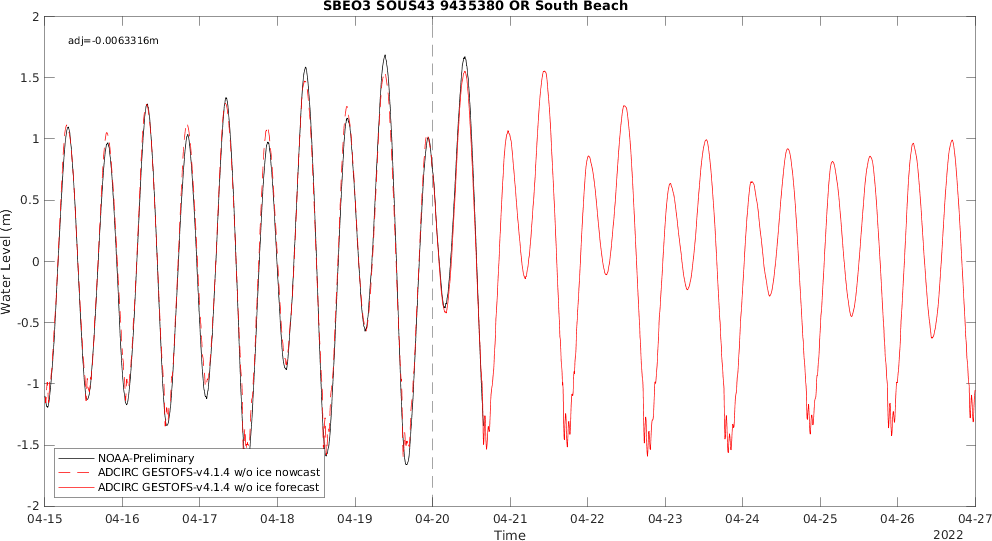 SBEO3 SOUS43 9435380 OR South Beach
adj=-0.0063316m
2
1.5
1
0.5
0
-0.5
-1
-1.5
-2
Water Level (m)
NOAA-Preliminary
ADCIRC GESTOFS-v4.1.4 w/o ice nowcast
ADCIRC GESTOFS-v4.1.4 w/o ice forecast
04-15 04-16 04-17 04-18 04-19 04-20 04-21 04-22 04-23 04-24 04-25 04-26 04-27
Time
2022